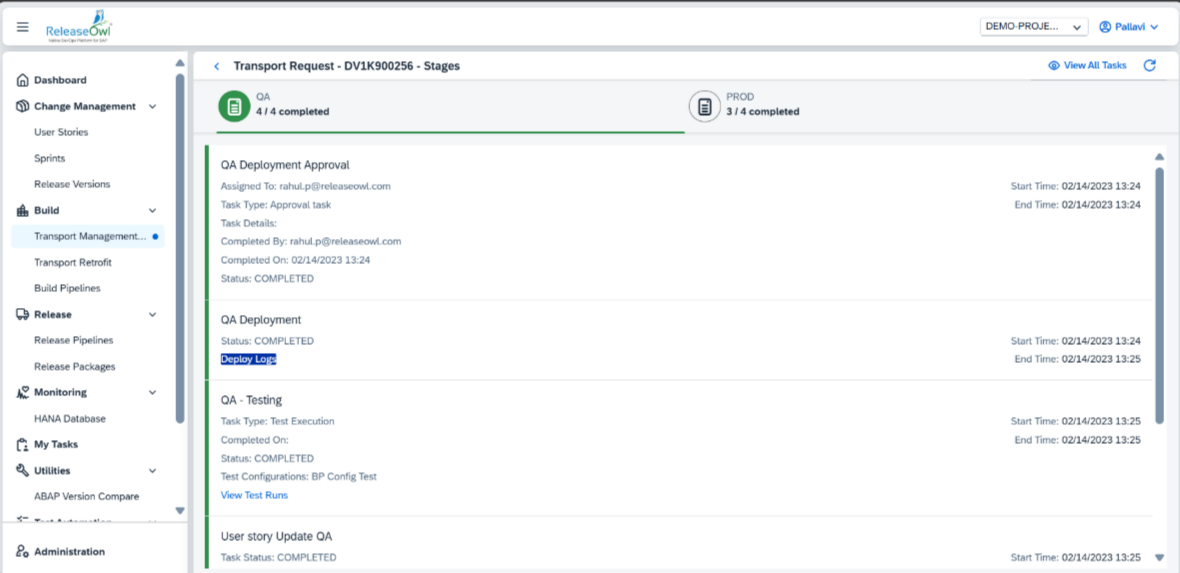 ReleaseOwl
DEMO-PROJE...
Pallavi
Dashboard
Change Management
User Stories
Sprints
Release Versions
Build
Transport Management...
Transport Retrofit
Build Pipelines
Release
Release Pipelines
Release Packages
Monitoring
HANA Database
My Tasks
Utilities
ABAP Version Compare
Administration
Transport Request - DV1K900256 - Stages
View All Tasks
QA
4 / 4 completed
PROD
3 / 4 completed
QA Deployment Approval
Assigned To: rahul.p@releaseowl.com
Start Time: 02/14/2023 13:24
Task Type: Approval task
End Time: 02/14/2023 13:24
Task Details:
Completed By: rahul.p@releaseowl.com
Completed On: 02/14/2023 13:24
Status: COMPLETED
QA Deployment
Status: COMPLETED
Start Time: 02/14/2023 13:24
Deploy Logs
End Time: 02/14/2023 13:25
QA - Testing
Task Type: Test Execution
Start Time: 02/14/2023 13:25
Completed On:
End Time: 02/14/2023 13:25
Status: COMPLETED
Test Configurations: BP Config Test
View Test Runs
User story Update QA
Task Status: COMPLETED
Start Time: 02/14/2023 13:25